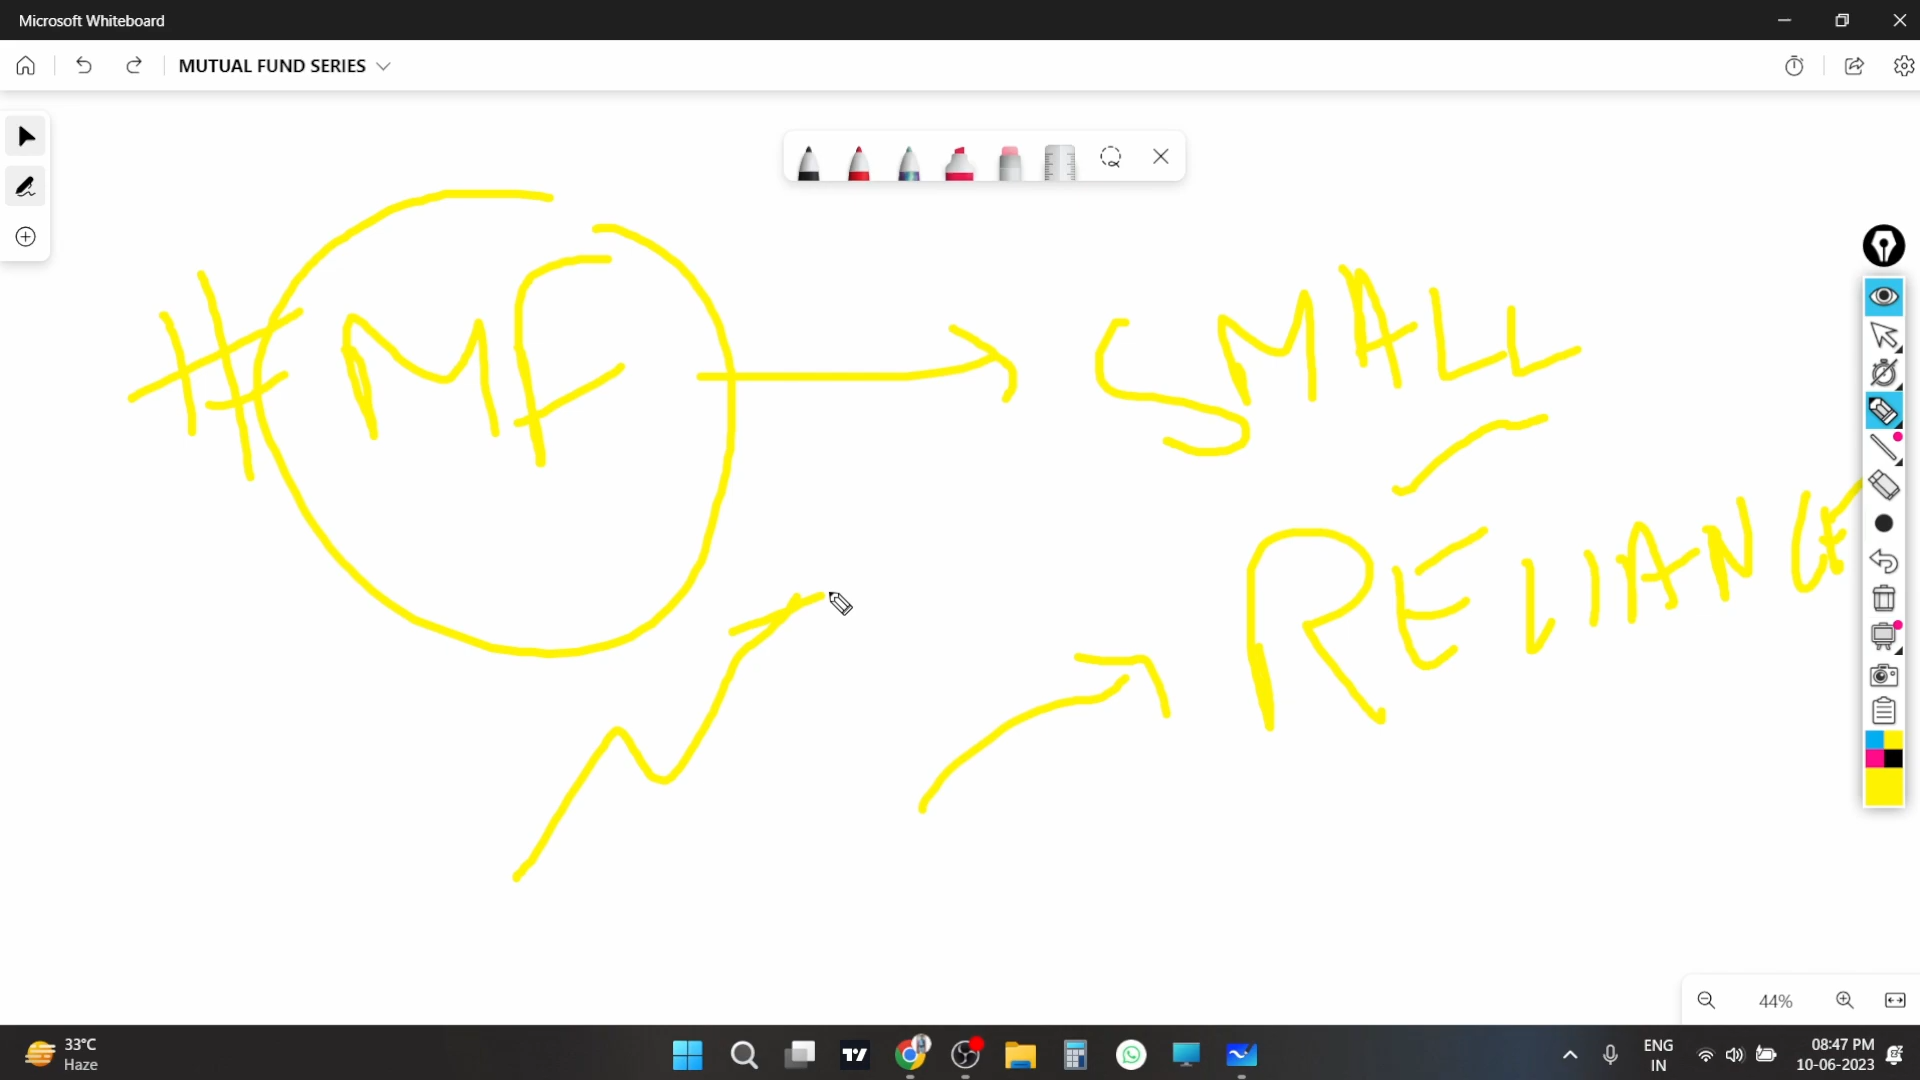 Microsoft Whiteboard
MUTUAL FUND SERIES
# MF
SMALL
RELIANCE
44%
33°C
Haze
ENG
IN
08:47 PM
10-06-2023